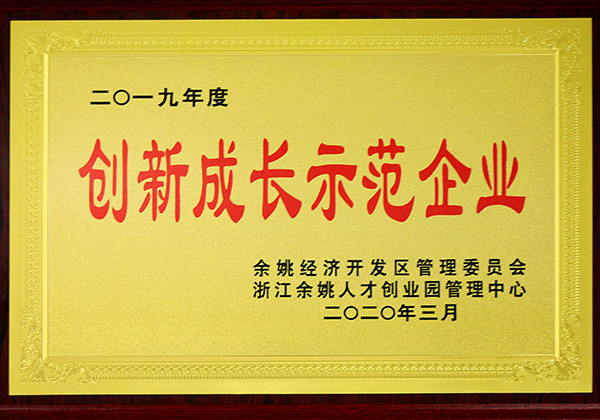 二〇一九年度
创新成长示范企业
余姚经济开发区管理委员会
浙江余姚人才创业园管理中心
二〇二〇年三月